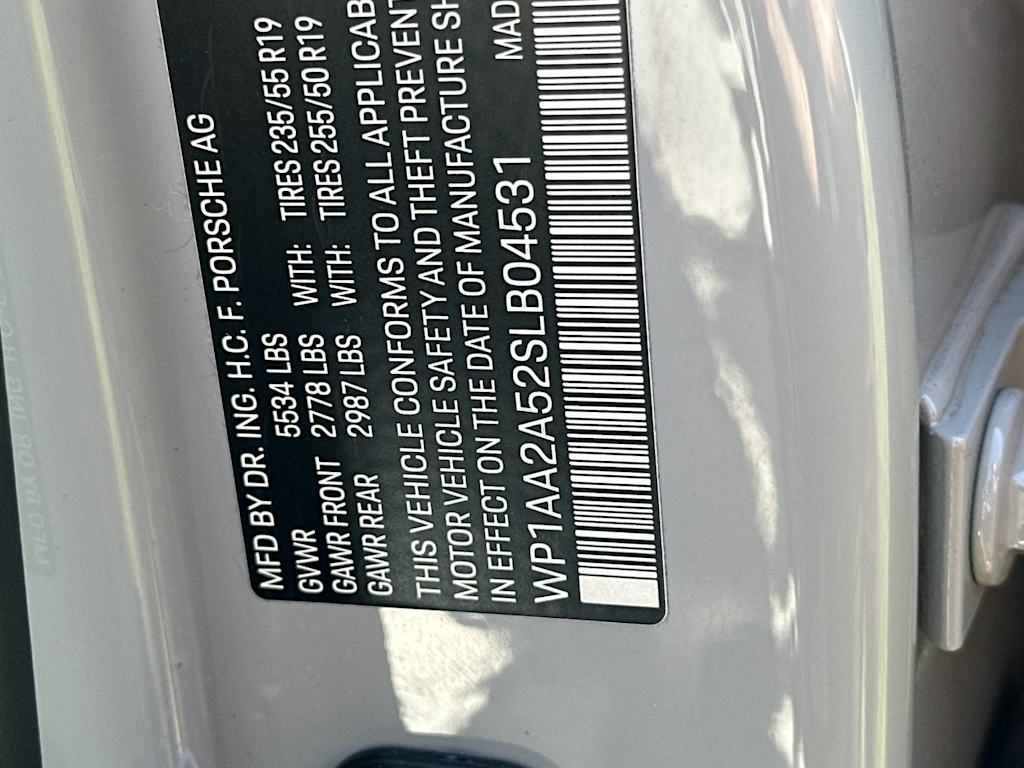 MFD BY DR. ING. H.C. F. PORSCHE AG
GVWR 5534 LBS
GAWR FRONT 2778 LBS WITH: TIRES 235/55 R19
GAWR REAR 2987 LBS WITH: TIRES 255/50 R19
THIS VEHICLE CONFORMS TO ALL APPLICAB
MOTOR VEHICLE SAFETY AND THEFT PREVENT
IN EFFECT ON THE DATE OF MANUFACTURE SH
WP1AA2A52SLB04531 MAD